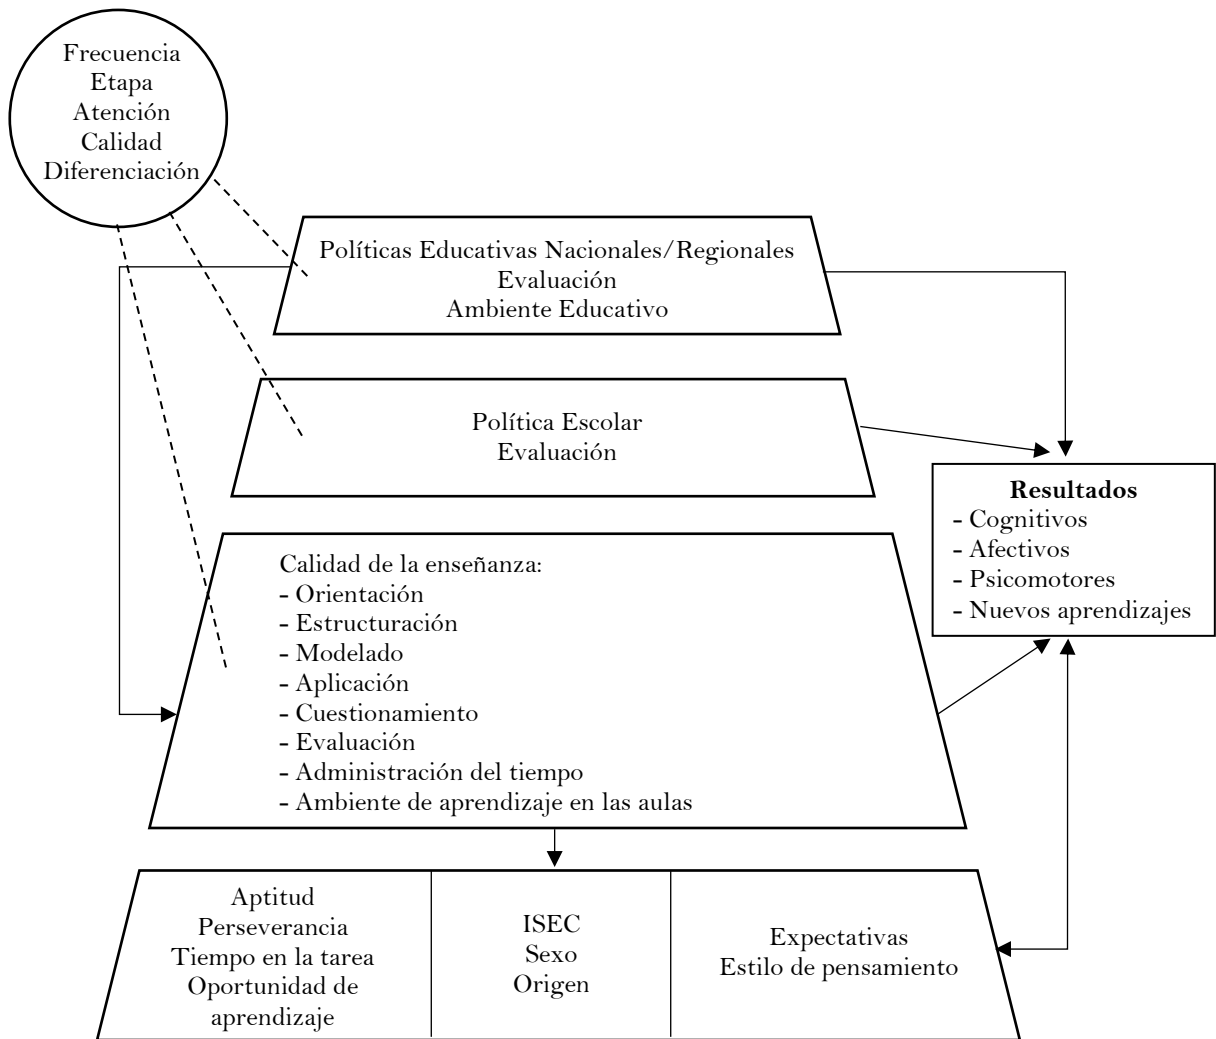 Frecuencia
Etapa
Atención
Calidad
Diferenciación
Políticas Educativas Nacionales/Regionales
Evaluación
Ambiente Educativo
Política Escolar
Evaluación
Resultados
- Cognitivos
- Afectivos
- Psicomotores
- Nuevos aprendizajes
Calidad de la enseñanza:
- Orientación
- Estructuración
- Modelado
- Aplicación
- Cuestionamiento
- Evaluación
- Administración del tiempo
- Ambiente de aprendizaje en las aulas
Aptitud
Perseverancia
Tiempo en la tarea
Oportunidad de
aprendizaje
ISEC
Sexo
Origen
Expectativas
Estilo de pensamiento